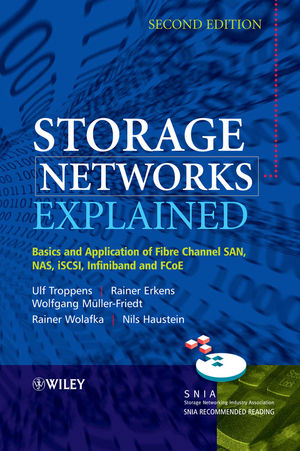 SECOND EDITION
STORAGE
NETWORKS
EXPLAINED
Basics and Application of Fibre Channel SAN,
NAS, iSCSI, Infiniband and FCoE
Ulf Troppens | Rainer Erkens
Wolfgang Müller-Friedt
Rainer Wolafka | Nils Haustein
WILEY
SNIA
Storage Networking Industry Association
SNIA RECOMMENDED READING